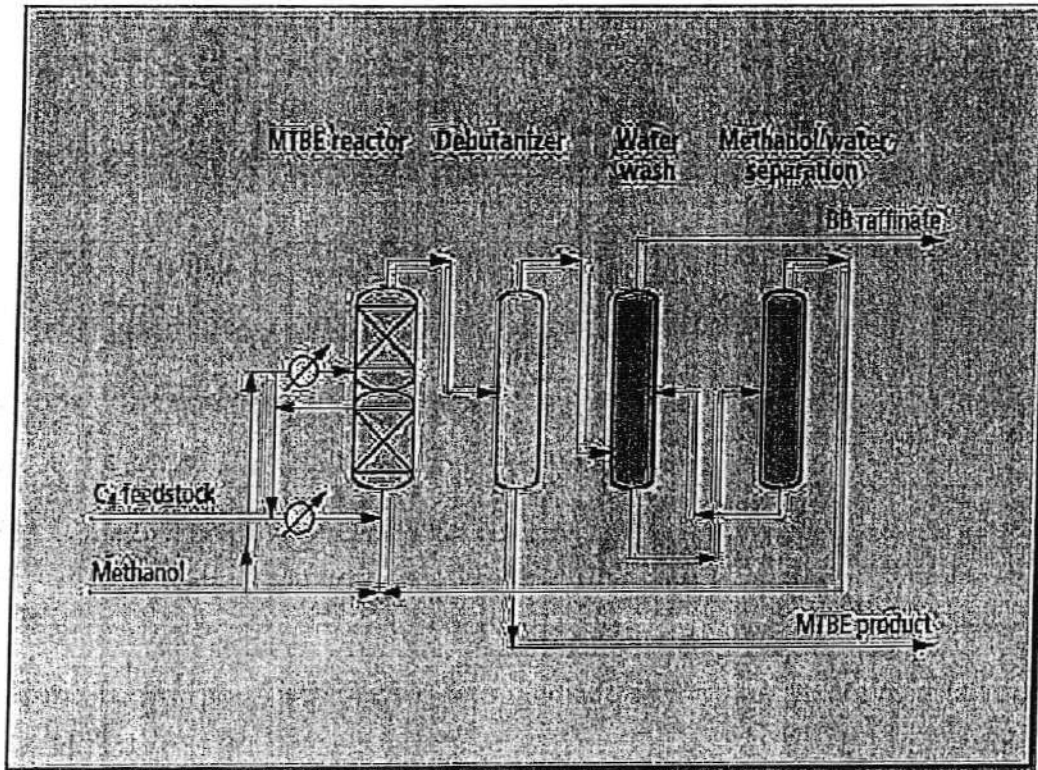 MTBE reactor
Debutanizer
Water
wash
Methanol/water
separation
BB raffinate
C₄ feedstock
Methanol
MTBE product